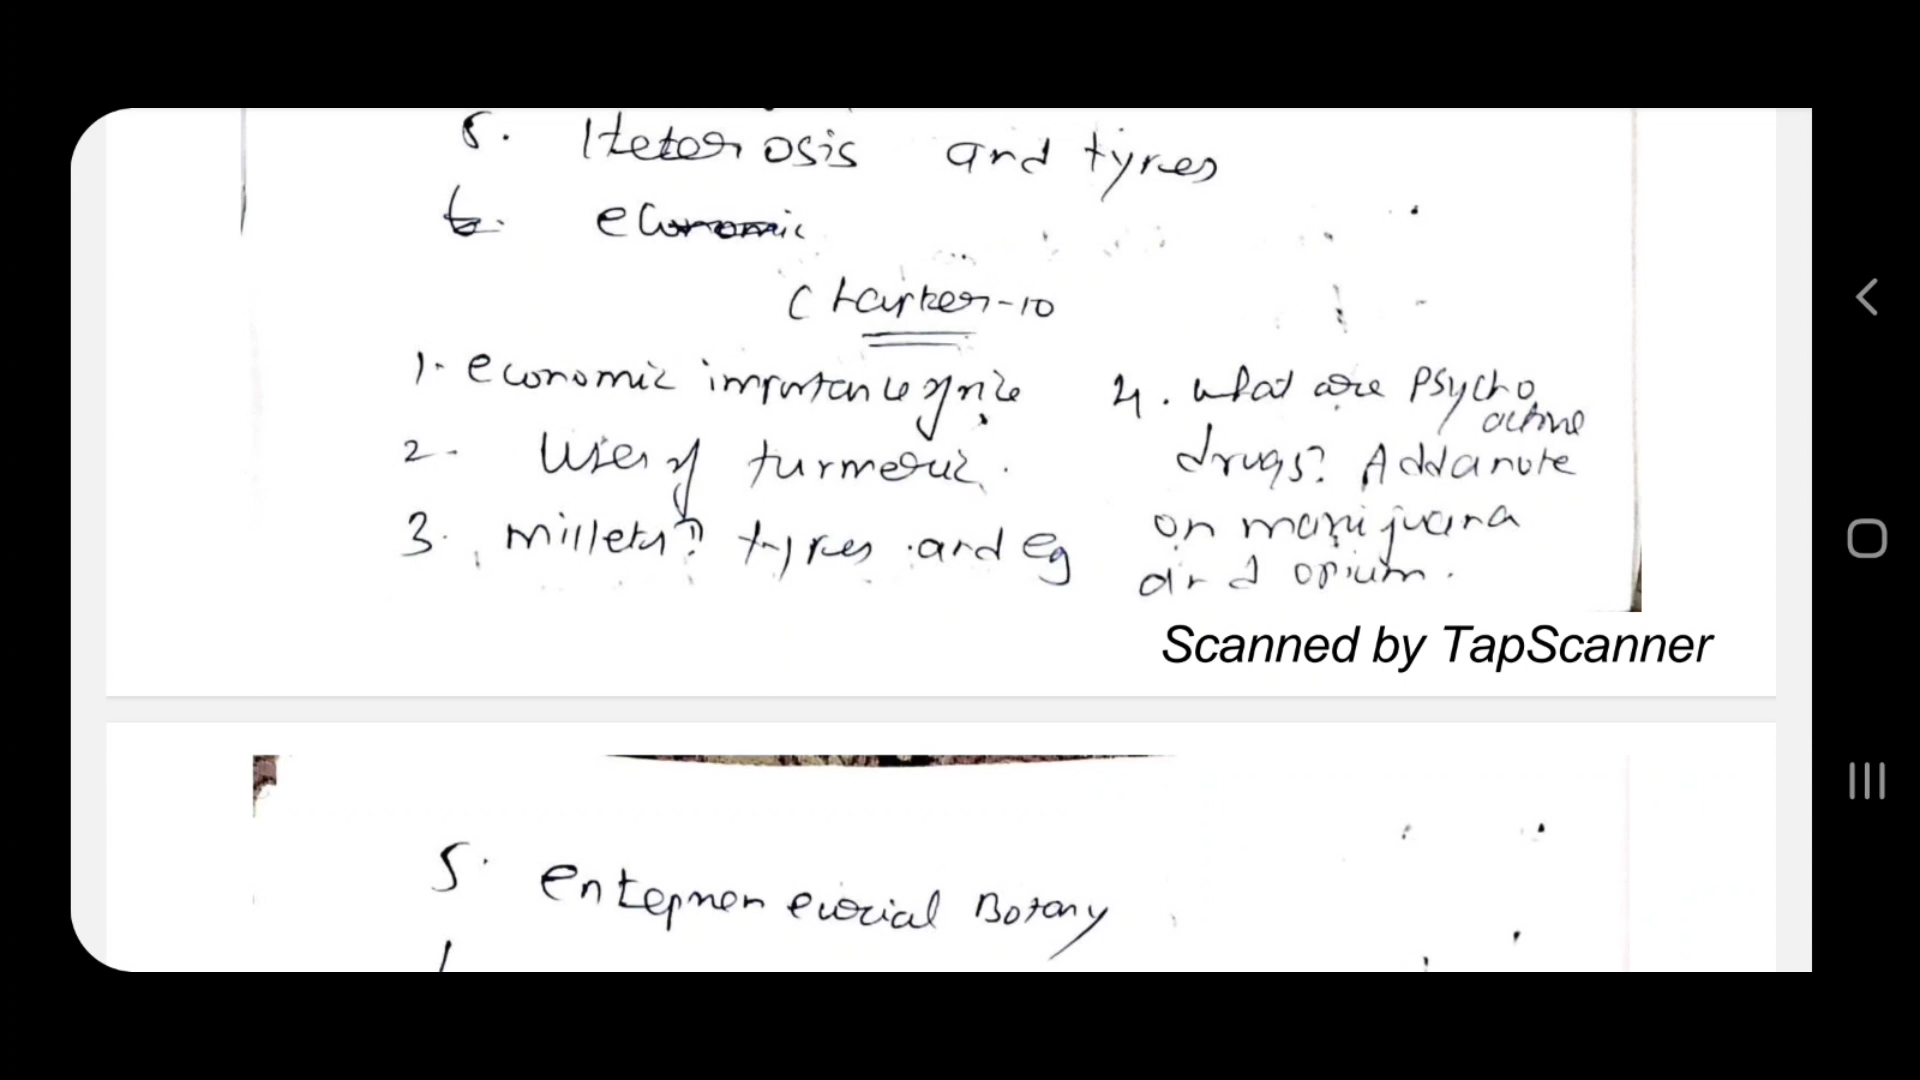 5. Heterosis and types
6. economic
Chapter-10
1. economic importance of rice
2. Uses of turmeric.
3. millets? types and eg
4. what are Psycho
active
drugs? Add a note
on marijuana
and opium.
Scanned by TapScanner
5. Entepreneurial Botany